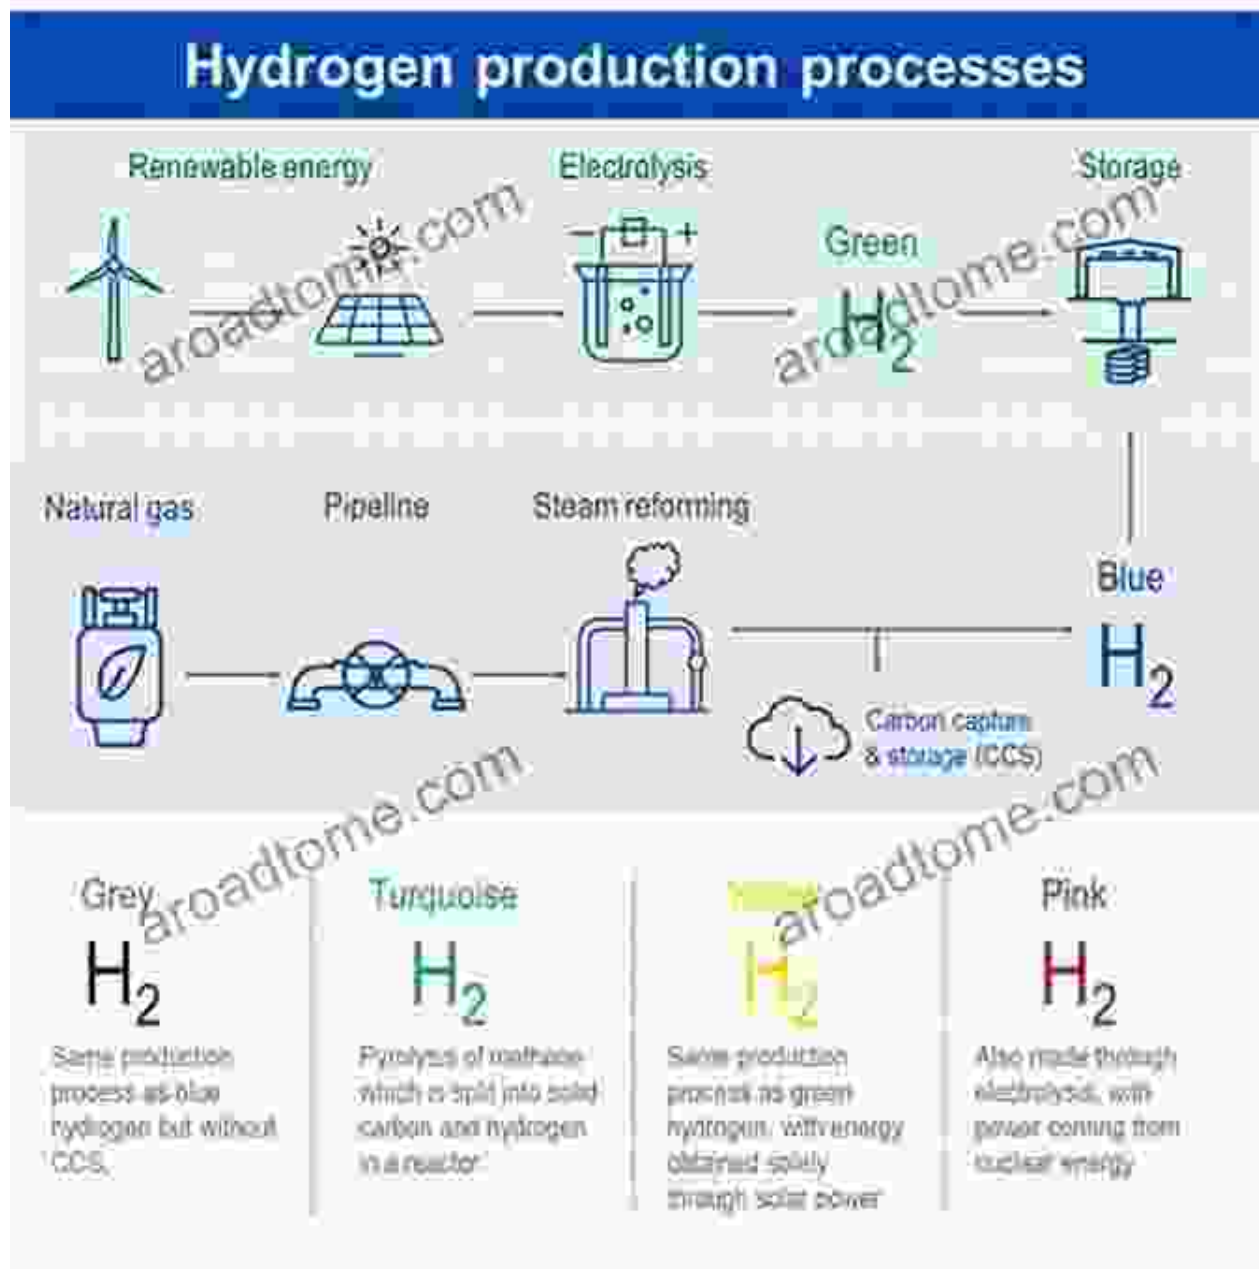 Hydrogen production processes
Renewable energy
Electrolysis
Storage
Green
H2
Natural gas
Pipeline
Steam reforming
Blue
H2
Carbon capture
& storage (CCS)
Grey
H2
Same production
process as blue
hydrogen but without
CCS.
Turquoise
H2
Pyrolysis of methane
which is split into solid
carbon and hydrogen
in a reactor
H2
Same production
process as green
hydrogen, with energy
obtained solely
through solar power
Pink
H2
Also made through
electrolysis, with
power coming from
nuclear energy
aroadtome.com
aroadtome.com
aroadtome.com
aroadtome.com